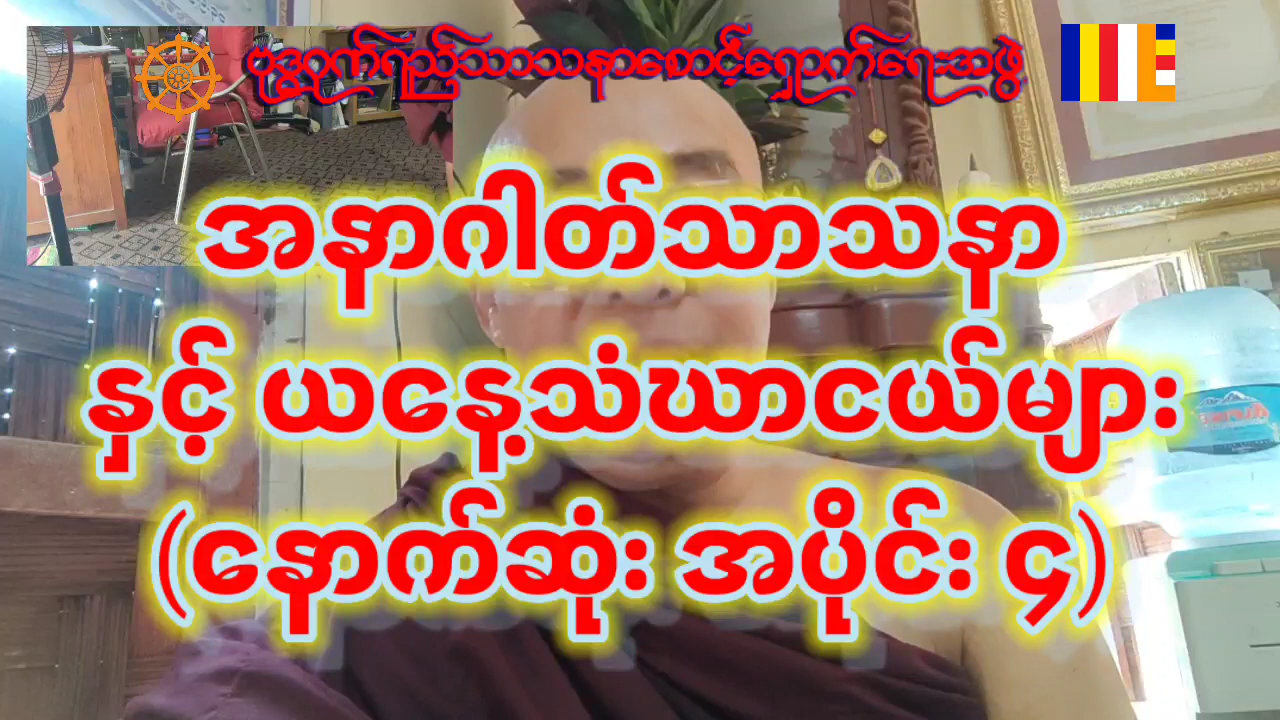 ဗုဒ္ဓဂုဏ်ရည်သာသနာစောင့်ရှောက်ရေးအဖွဲ့
အနာဂါတ်သာသနာ
နှင့် ယနေ့သံဃာငယ်များ
(နောက်ဆုံး အပိုင်း ၄)